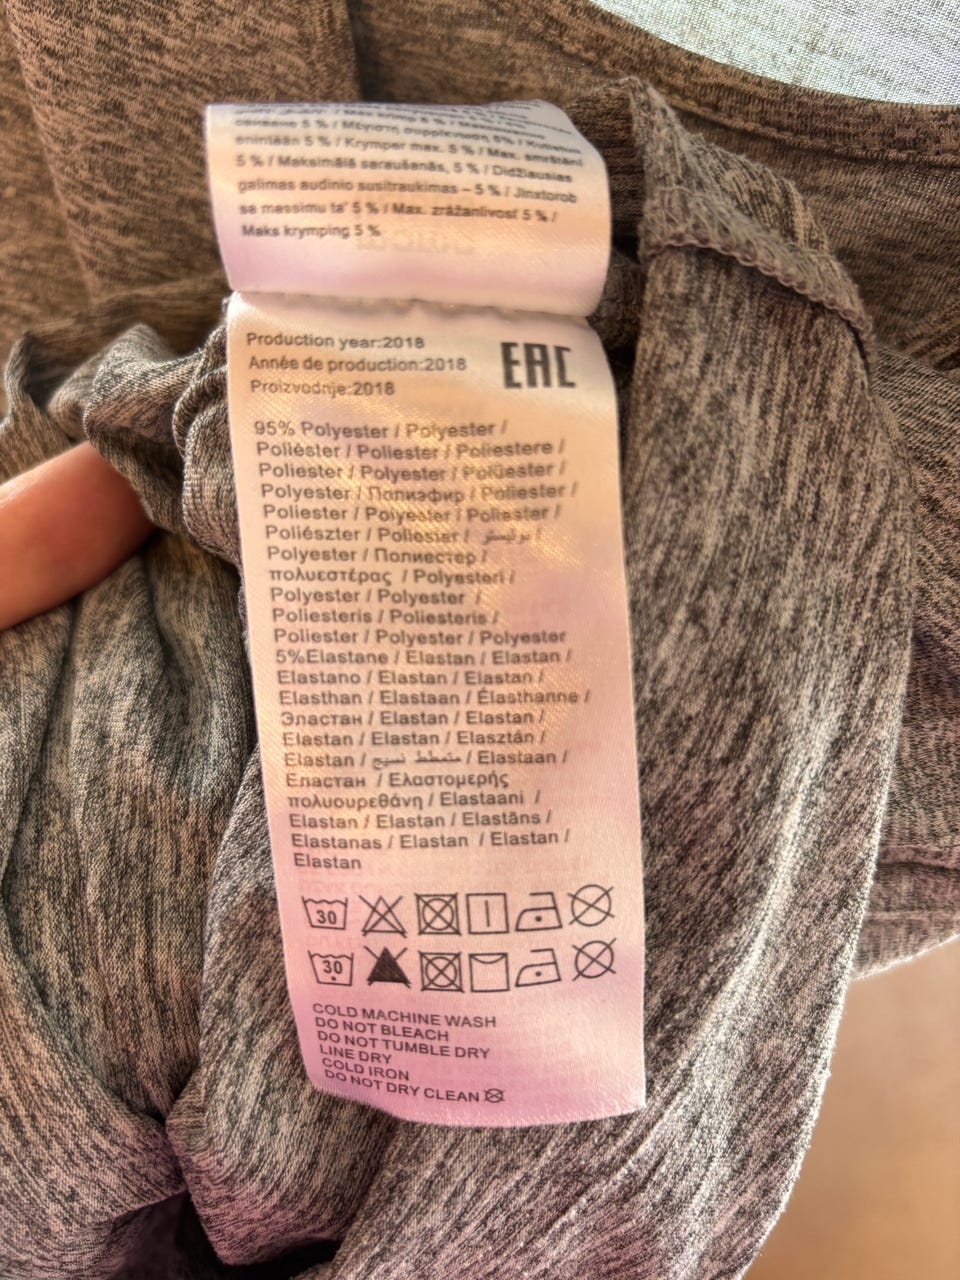 5 % / Μέγιστη συρρίκνωση 5% /
5 % / Krymper max. 5 % / Max.
5 % / Maksimālā saraušanās, 5 % / Didžiausias
galimas audinio susitraukimas – 5 % / Jinxtorob
sa massimu ta' 5 % / Max. zrážanlivosť 5 % /
Maks krymping 5 %
Production year:2018
Année de production:2018
Proizvodnje:2018
EAC
95% Polyester / Polyester /
Poliéster / Poliester / Poliestere /
Poliester / Polyester / Polüester /
Polyester / Полиэфир / Poliester /
Poliester / Polyester / Poliester /
Poliészter / Poliester / بوليستر /
Polyester / Полиестер /
πολυεστέρας / Polyesteri /
Polyester / Polyester /
Poliesteris / Poliesteris /
Poliester / Polyester / Polyester
5%Elastane / Elastan / Elastan /
Elastano / Elastan / Elastan /
Elasthan / Elastaan / Élasthanne /
Эластан / Elastan / Elastan /
Elastan / Elastan / Elasztán /
Elastan / متمطط نسيج / Elastaan /
Еластан / Ελαστομερής
πολυουρεθάνη / Elastaani /
Elastan / Elastan / Elastāns /
Elastanas / Elastan / Elastan /
Elastan
30
30
COLD MACHINE WASH
DO NOT BLEACH
DO NOT TUMBLE DRY
LINE DRY
COLD IRON
DO NOT DRY CLEAN